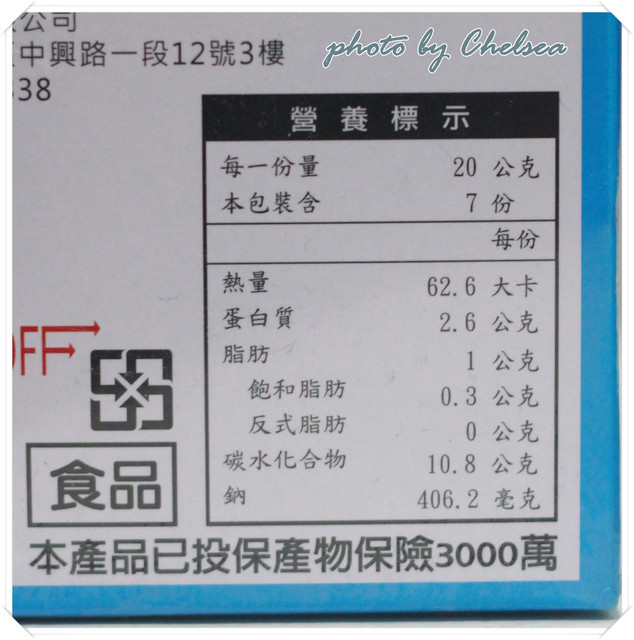 公司
中興路一段12號3樓
38
photo by Chelsea
營養標示
每一份量 20 公克
本包裝含 7 份
每份
熱量 62.6 大卡
蛋白質 2.6 公克
脂肪 1 公克
飽和脂肪 0.3 公克
反式脂肪 0 公克
碳水化合物 10.8 公克
鈉 406.2 毫克
FF
食品
本產品已投保產物保險3000萬